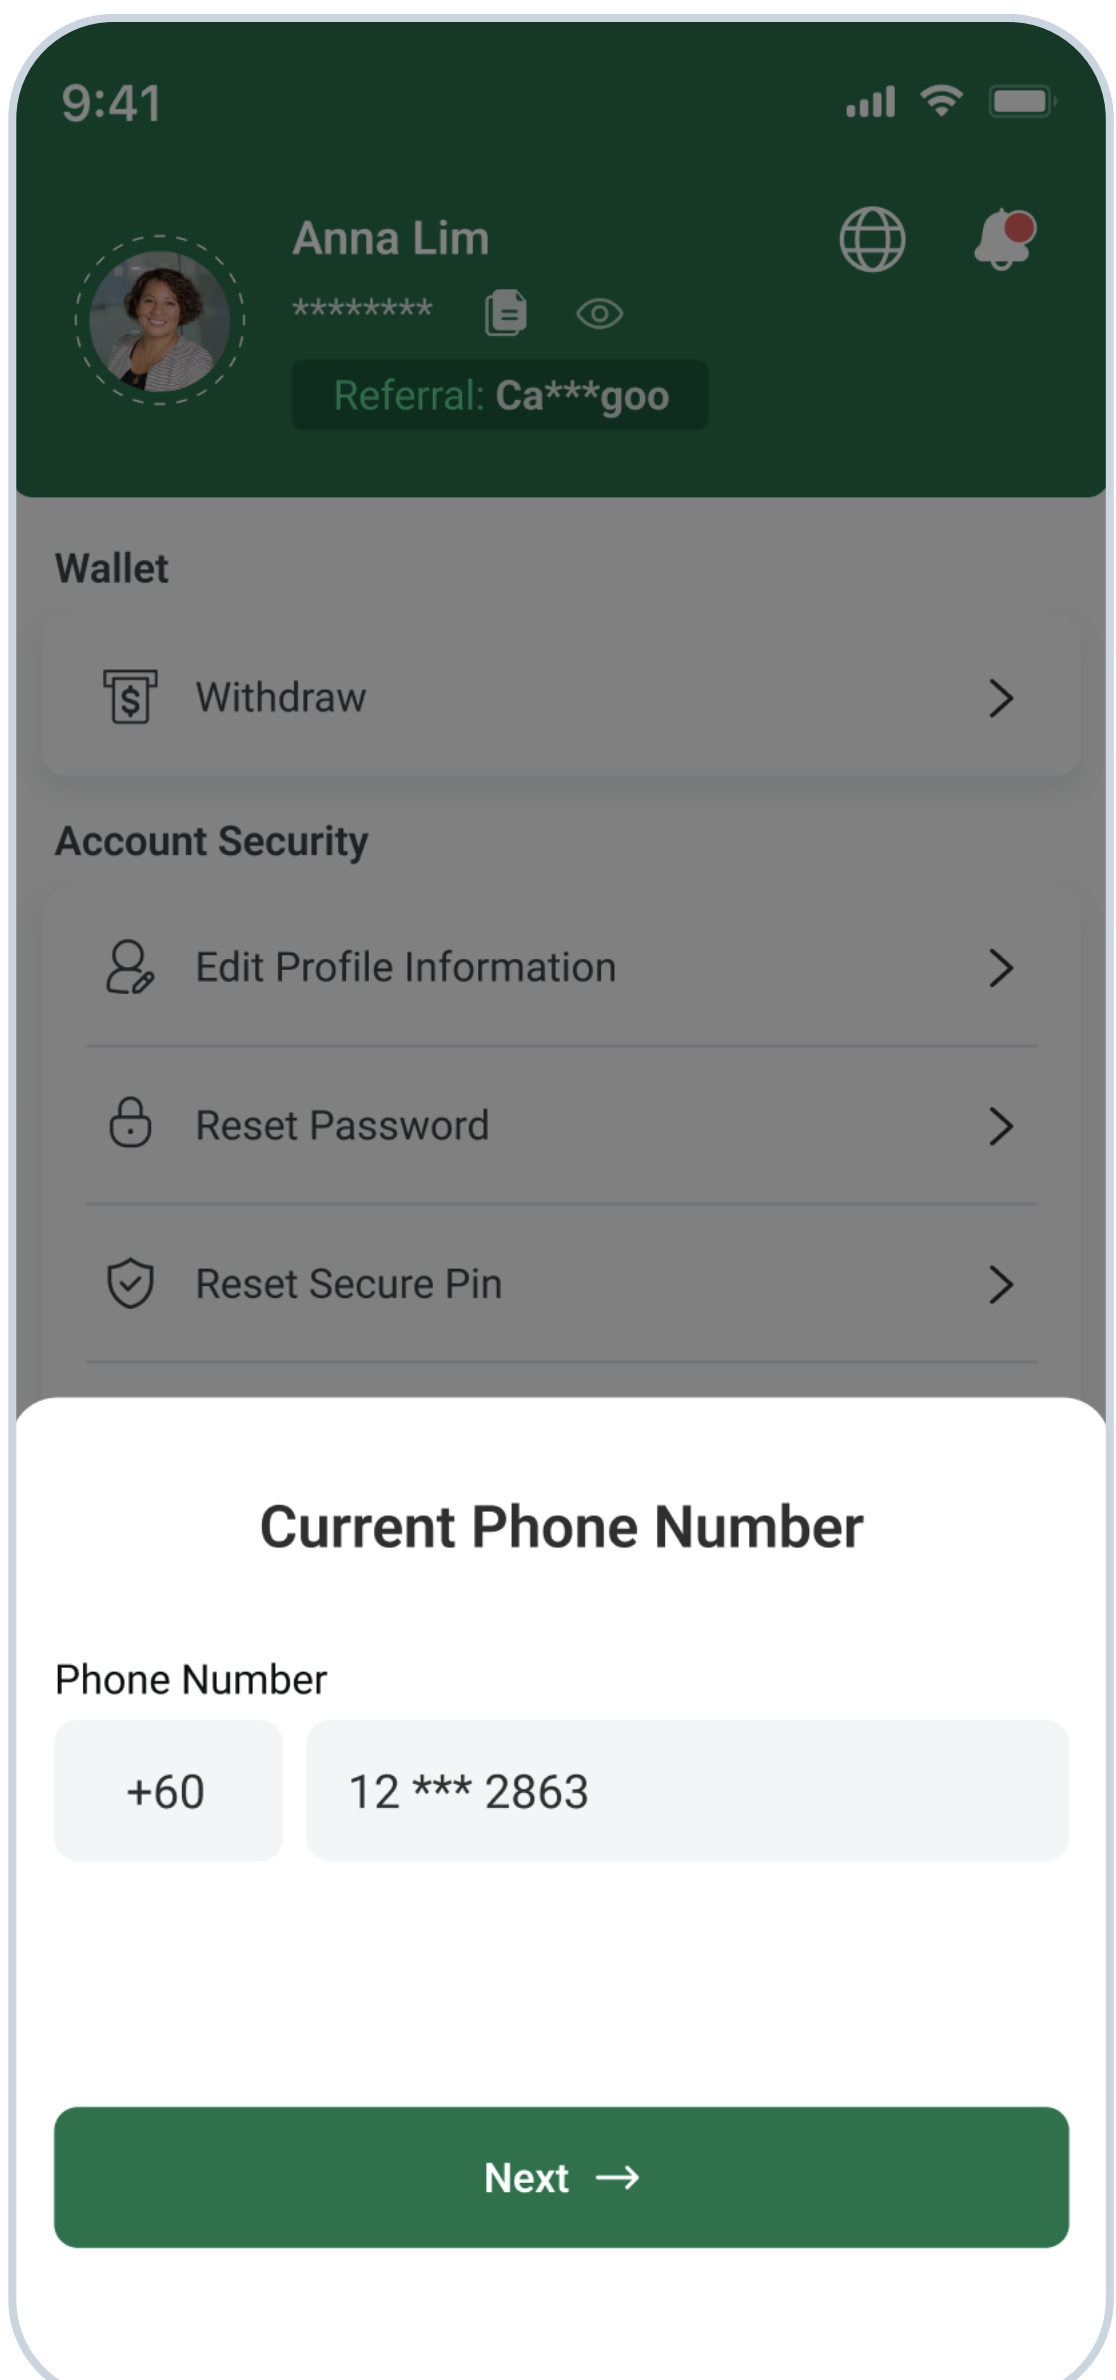 9:41
Anna Lim
********
Referral: Ca***goo
Wallet
Withdraw
Account Security
Edit Profile Information
Reset Password
Reset Secure Pin
Current Phone Number
Phone Number
+60 12 *** 2863
Next →